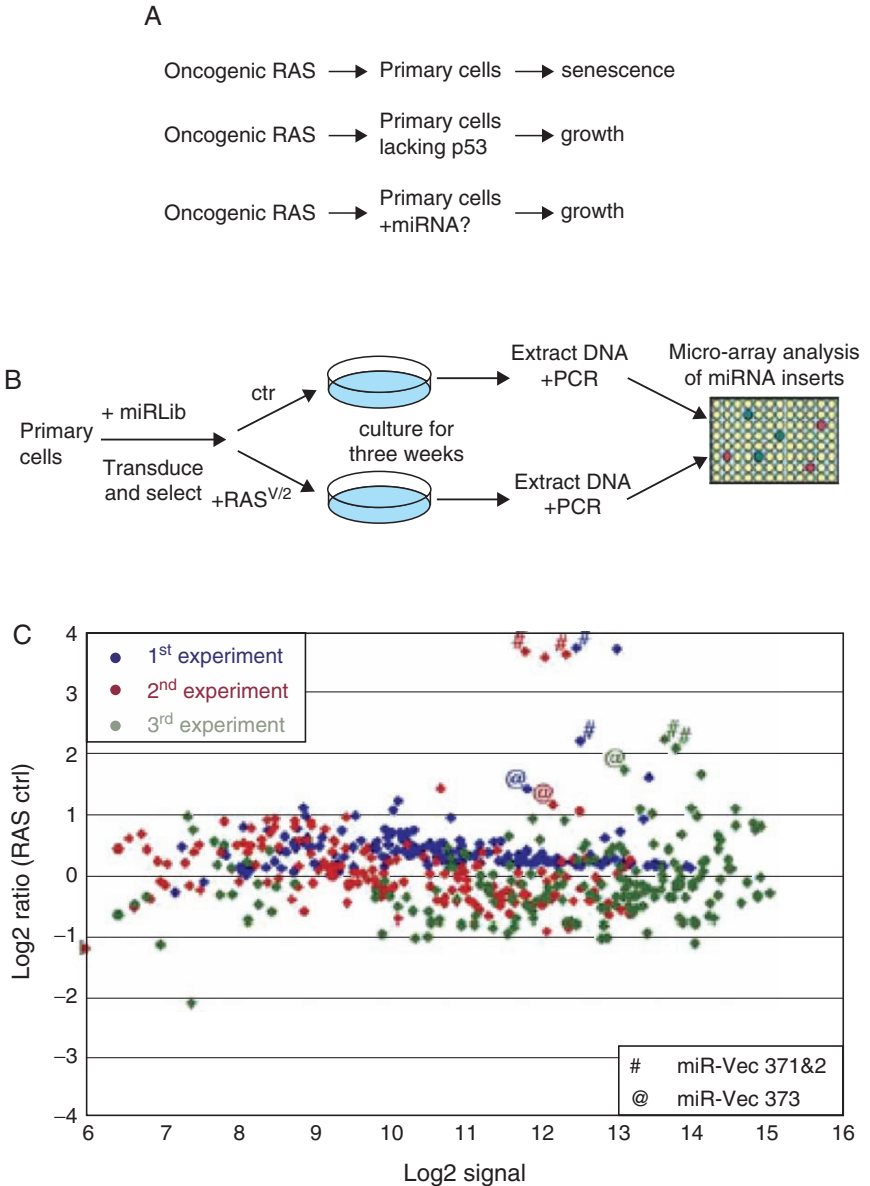 A
Oncogenic RAS Primary cells senescence
Oncogenic RAS Primary cells
lacking p53 growth
Oncogenic RAS Primary cells
+miRNA? growth
B
Primary
cells
+ miRLib
Transduce
and select
ctr
+RASV/2
culture for
three weeks
Extract DNA
+PCR
Extract DNA
+PCR
Micro-array analysis
of miRNA inserts
C
1st experiment
2nd experiment
3rd experiment
Log2 ratio (RAS ctrl)
4
3
2
1
0
−1
−2
−3
−4
# # #
#
# #
@
@ @
# miR-Vec 371&2
@ miR-Vec 373
6 7 8 9 10 11 12 13 14 15 16
Log2 signal